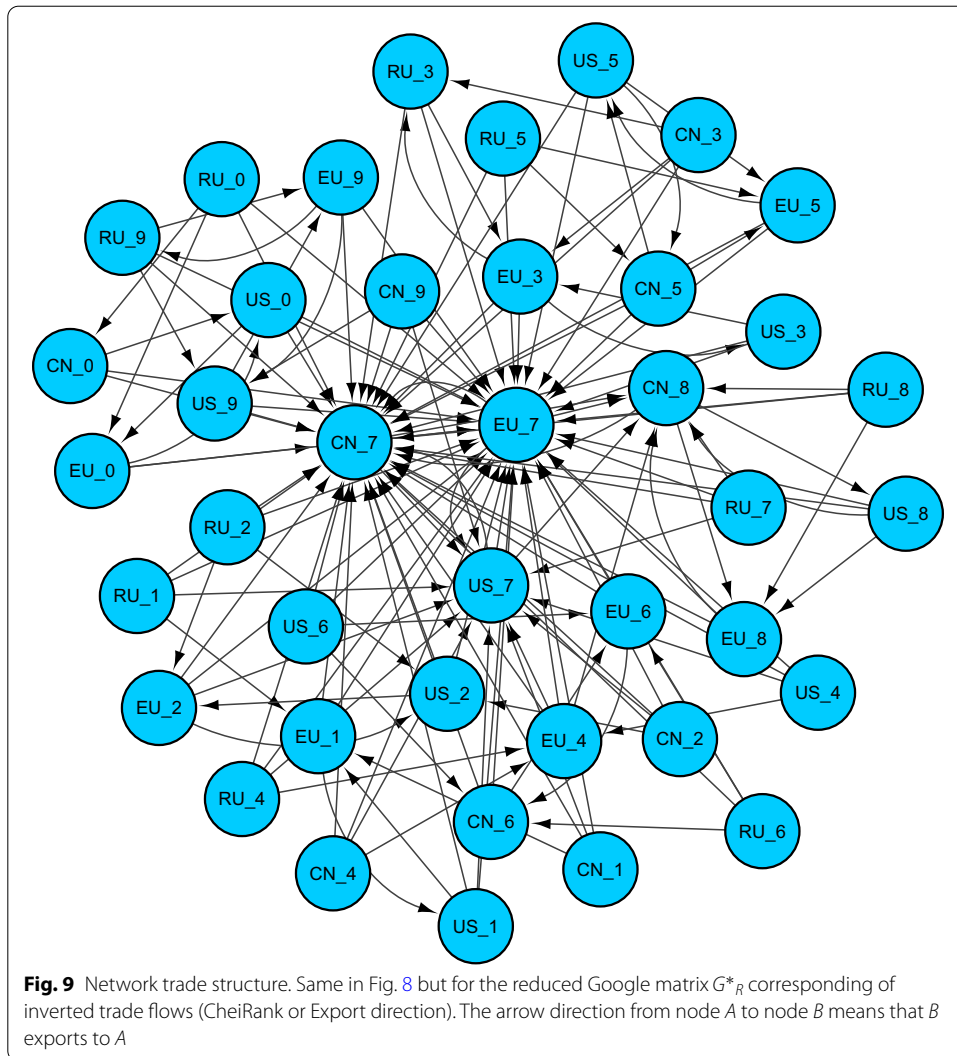 US_5
RU_3
CN_3
RU_5
RU_0
EU_9
EU_5
RU_9
EU_3
CN_5
CN_9
US_0
US_3
CN_0
CN_8
RU_8
US_9
EU_7
CN_7
EU_0
RU_7
US_8
RU_2
US_7
RU_1
EU_6
US_6
EU_8
US_2
US_4
EU_2
EU_1
EU_4
CN_2
RU_4
CN_6
RU_6
CN_4
CN_1
US_1
Fig. 9 Network trade structure. Same in Fig. 8 but for the reduced Google matrix G*R corresponding of
inverted trade flows (CheiRank or Export direction). The arrow direction from node A to node B means that B
exports to A